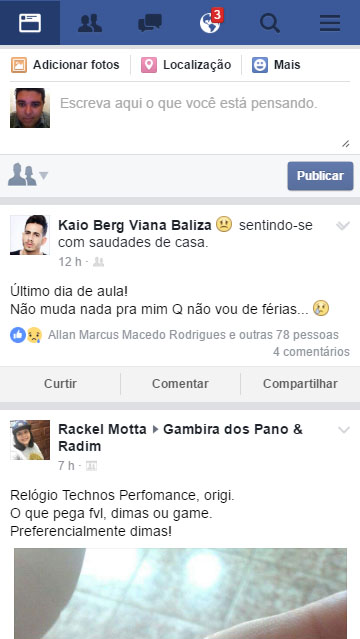 3
Adicionar fotos
Localização
Mais
Escreva aqui o que você está pensando.
Publicar
Kaio Berg Viana Baliza sentindo-se
com saudades de casa.
12 h ·
Último dia de aula!
Não muda nada pra mim Q não vou de férias...
Allan Marcus Macedo Rodrigues e outras 78 pessoas
4 comentários
Curtir
Comentar
Compartilhar
Rackel Motta Gambira dos Pano &
Radim
7 h ·
Relógio Technos Perfomance, origi.
O que pega fvl, dimas ou game.
Preferencialmente dimas!